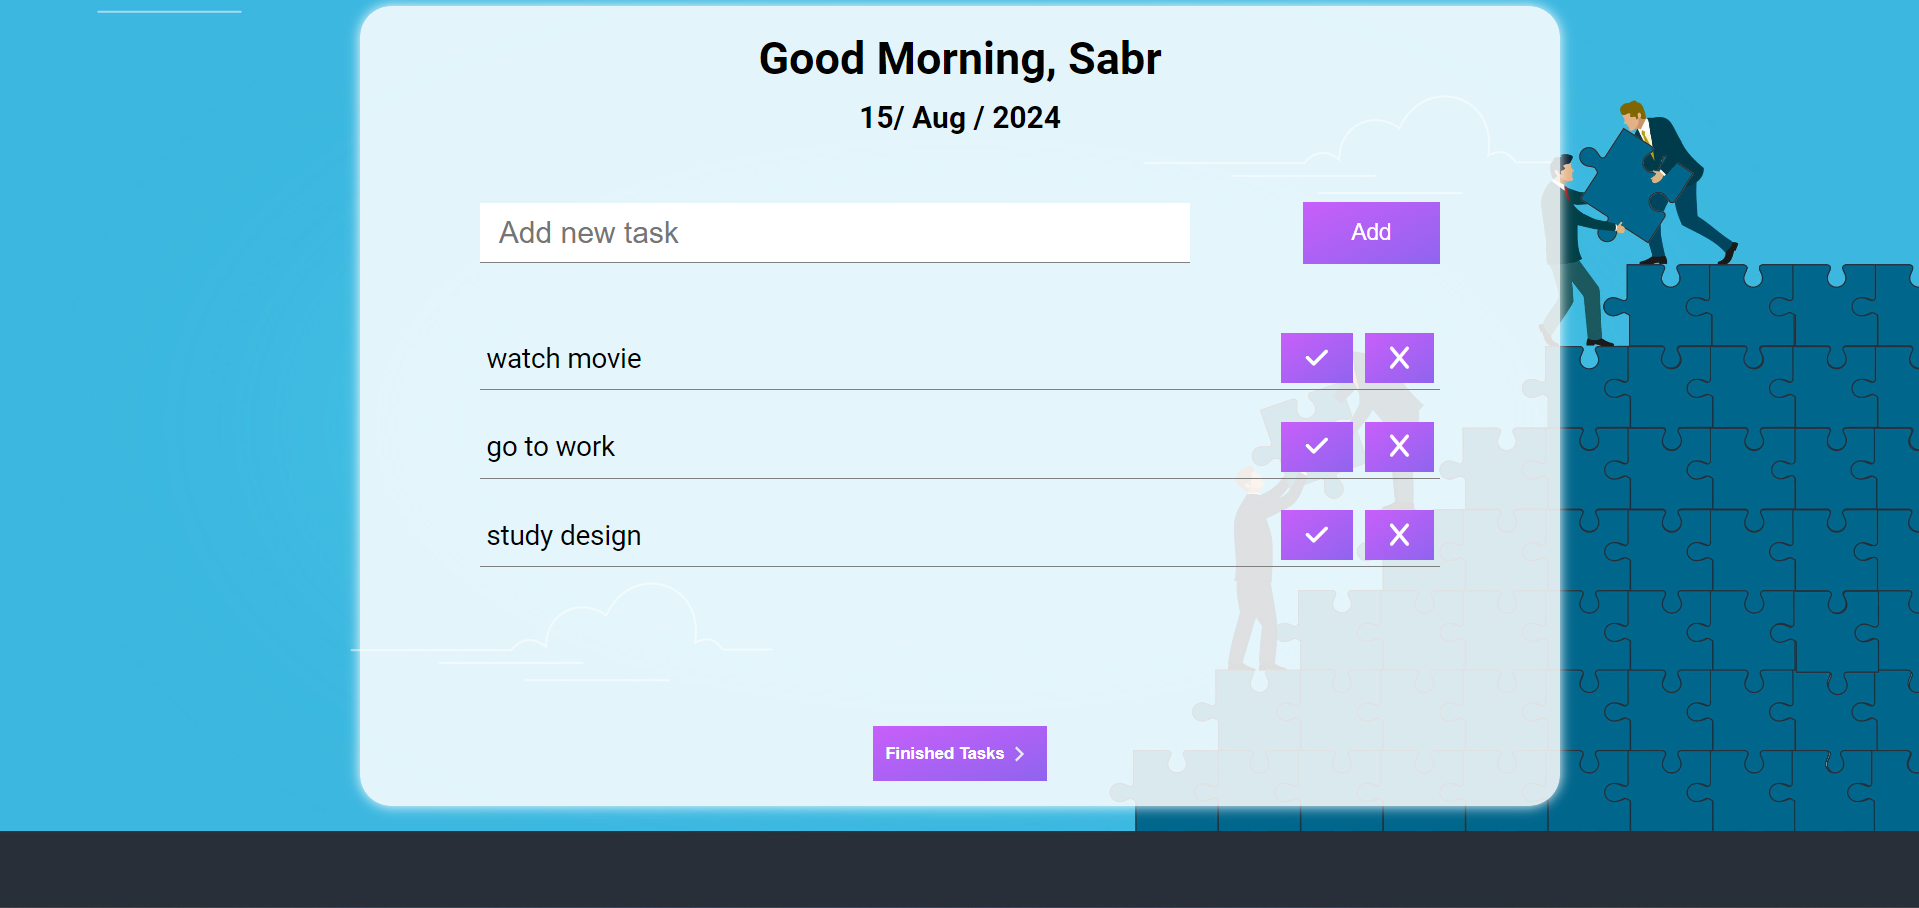 Good Morning, Sabr
15/ Aug / 2024
Add new task
Add
watch movie
go to work
study design
Finished Tasks